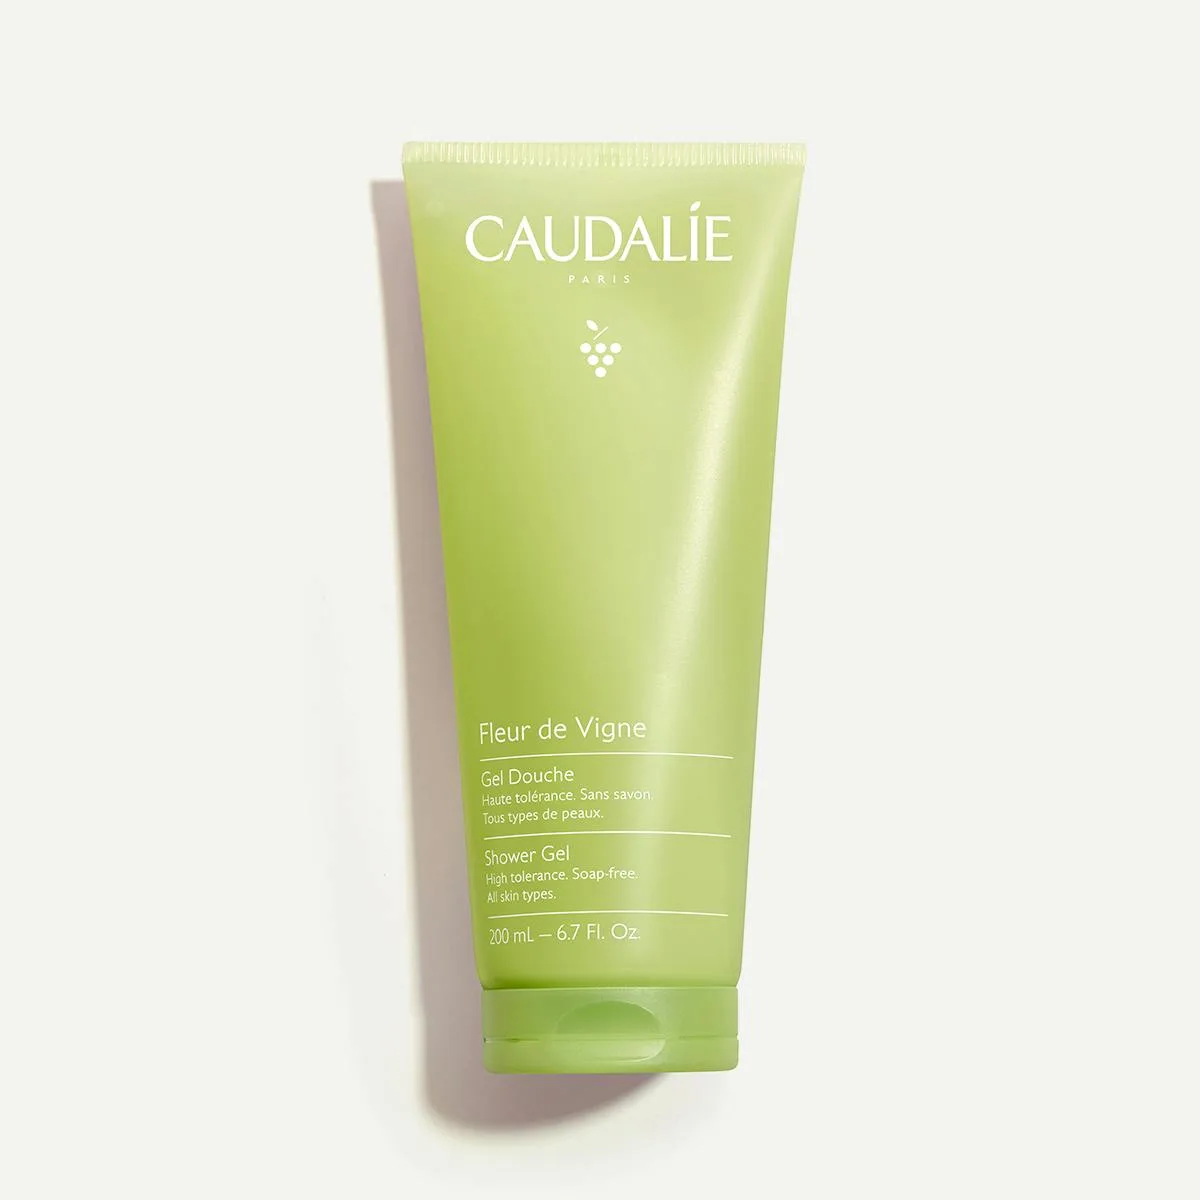 CAUDALÍE
PARIS
Fleur de Vigne
Gel Douche
Haute tolérance. Sans savon.
Tous types de peaux.
Shower Gel
High tolerance. Soap-free.
All skin types.
200 mL – 6.7 Fl. Oz.